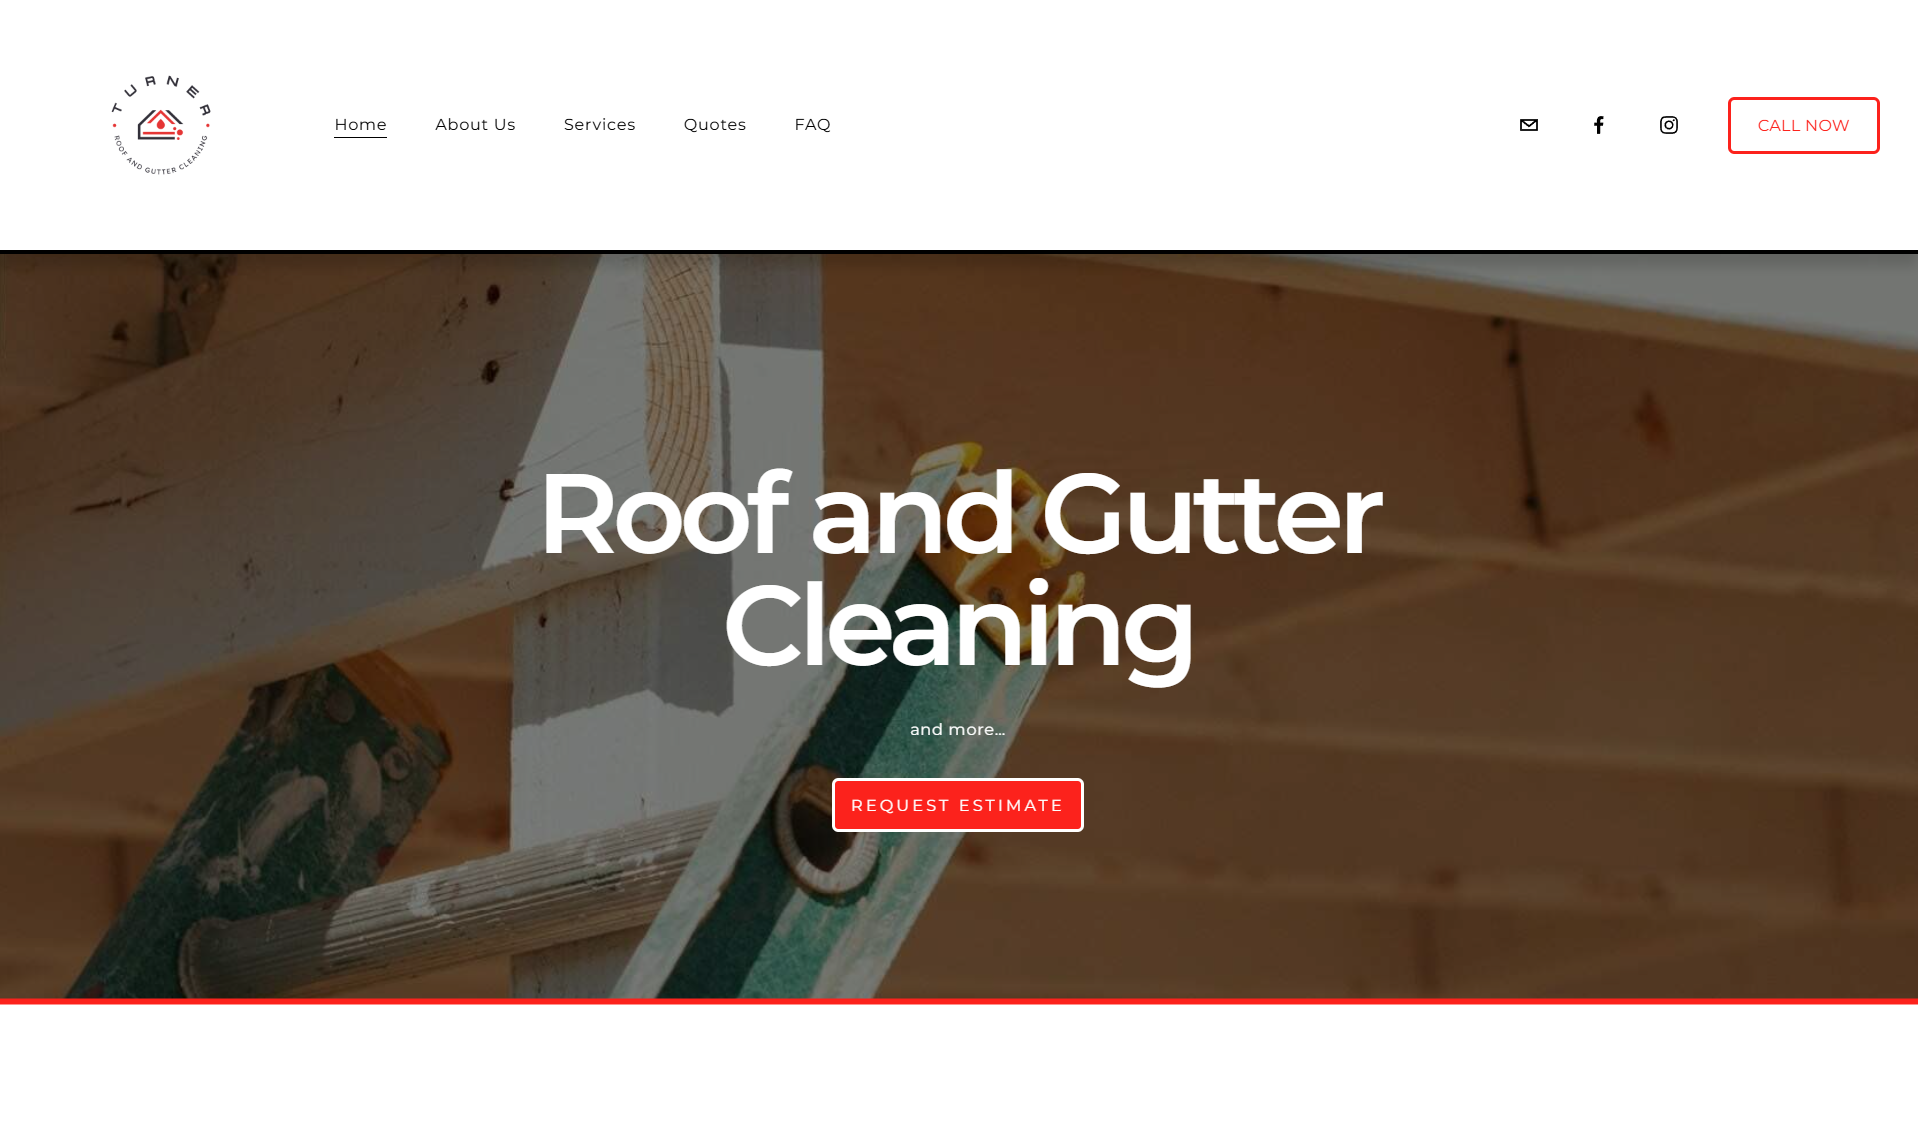 TURNER
ROOF AND GUTTER CLEANING
Home
About Us
Services
Quotes
FAQ
CALL NOW
Roof and Gutter
Cleaning
and more...
REQUEST ESTIMATE